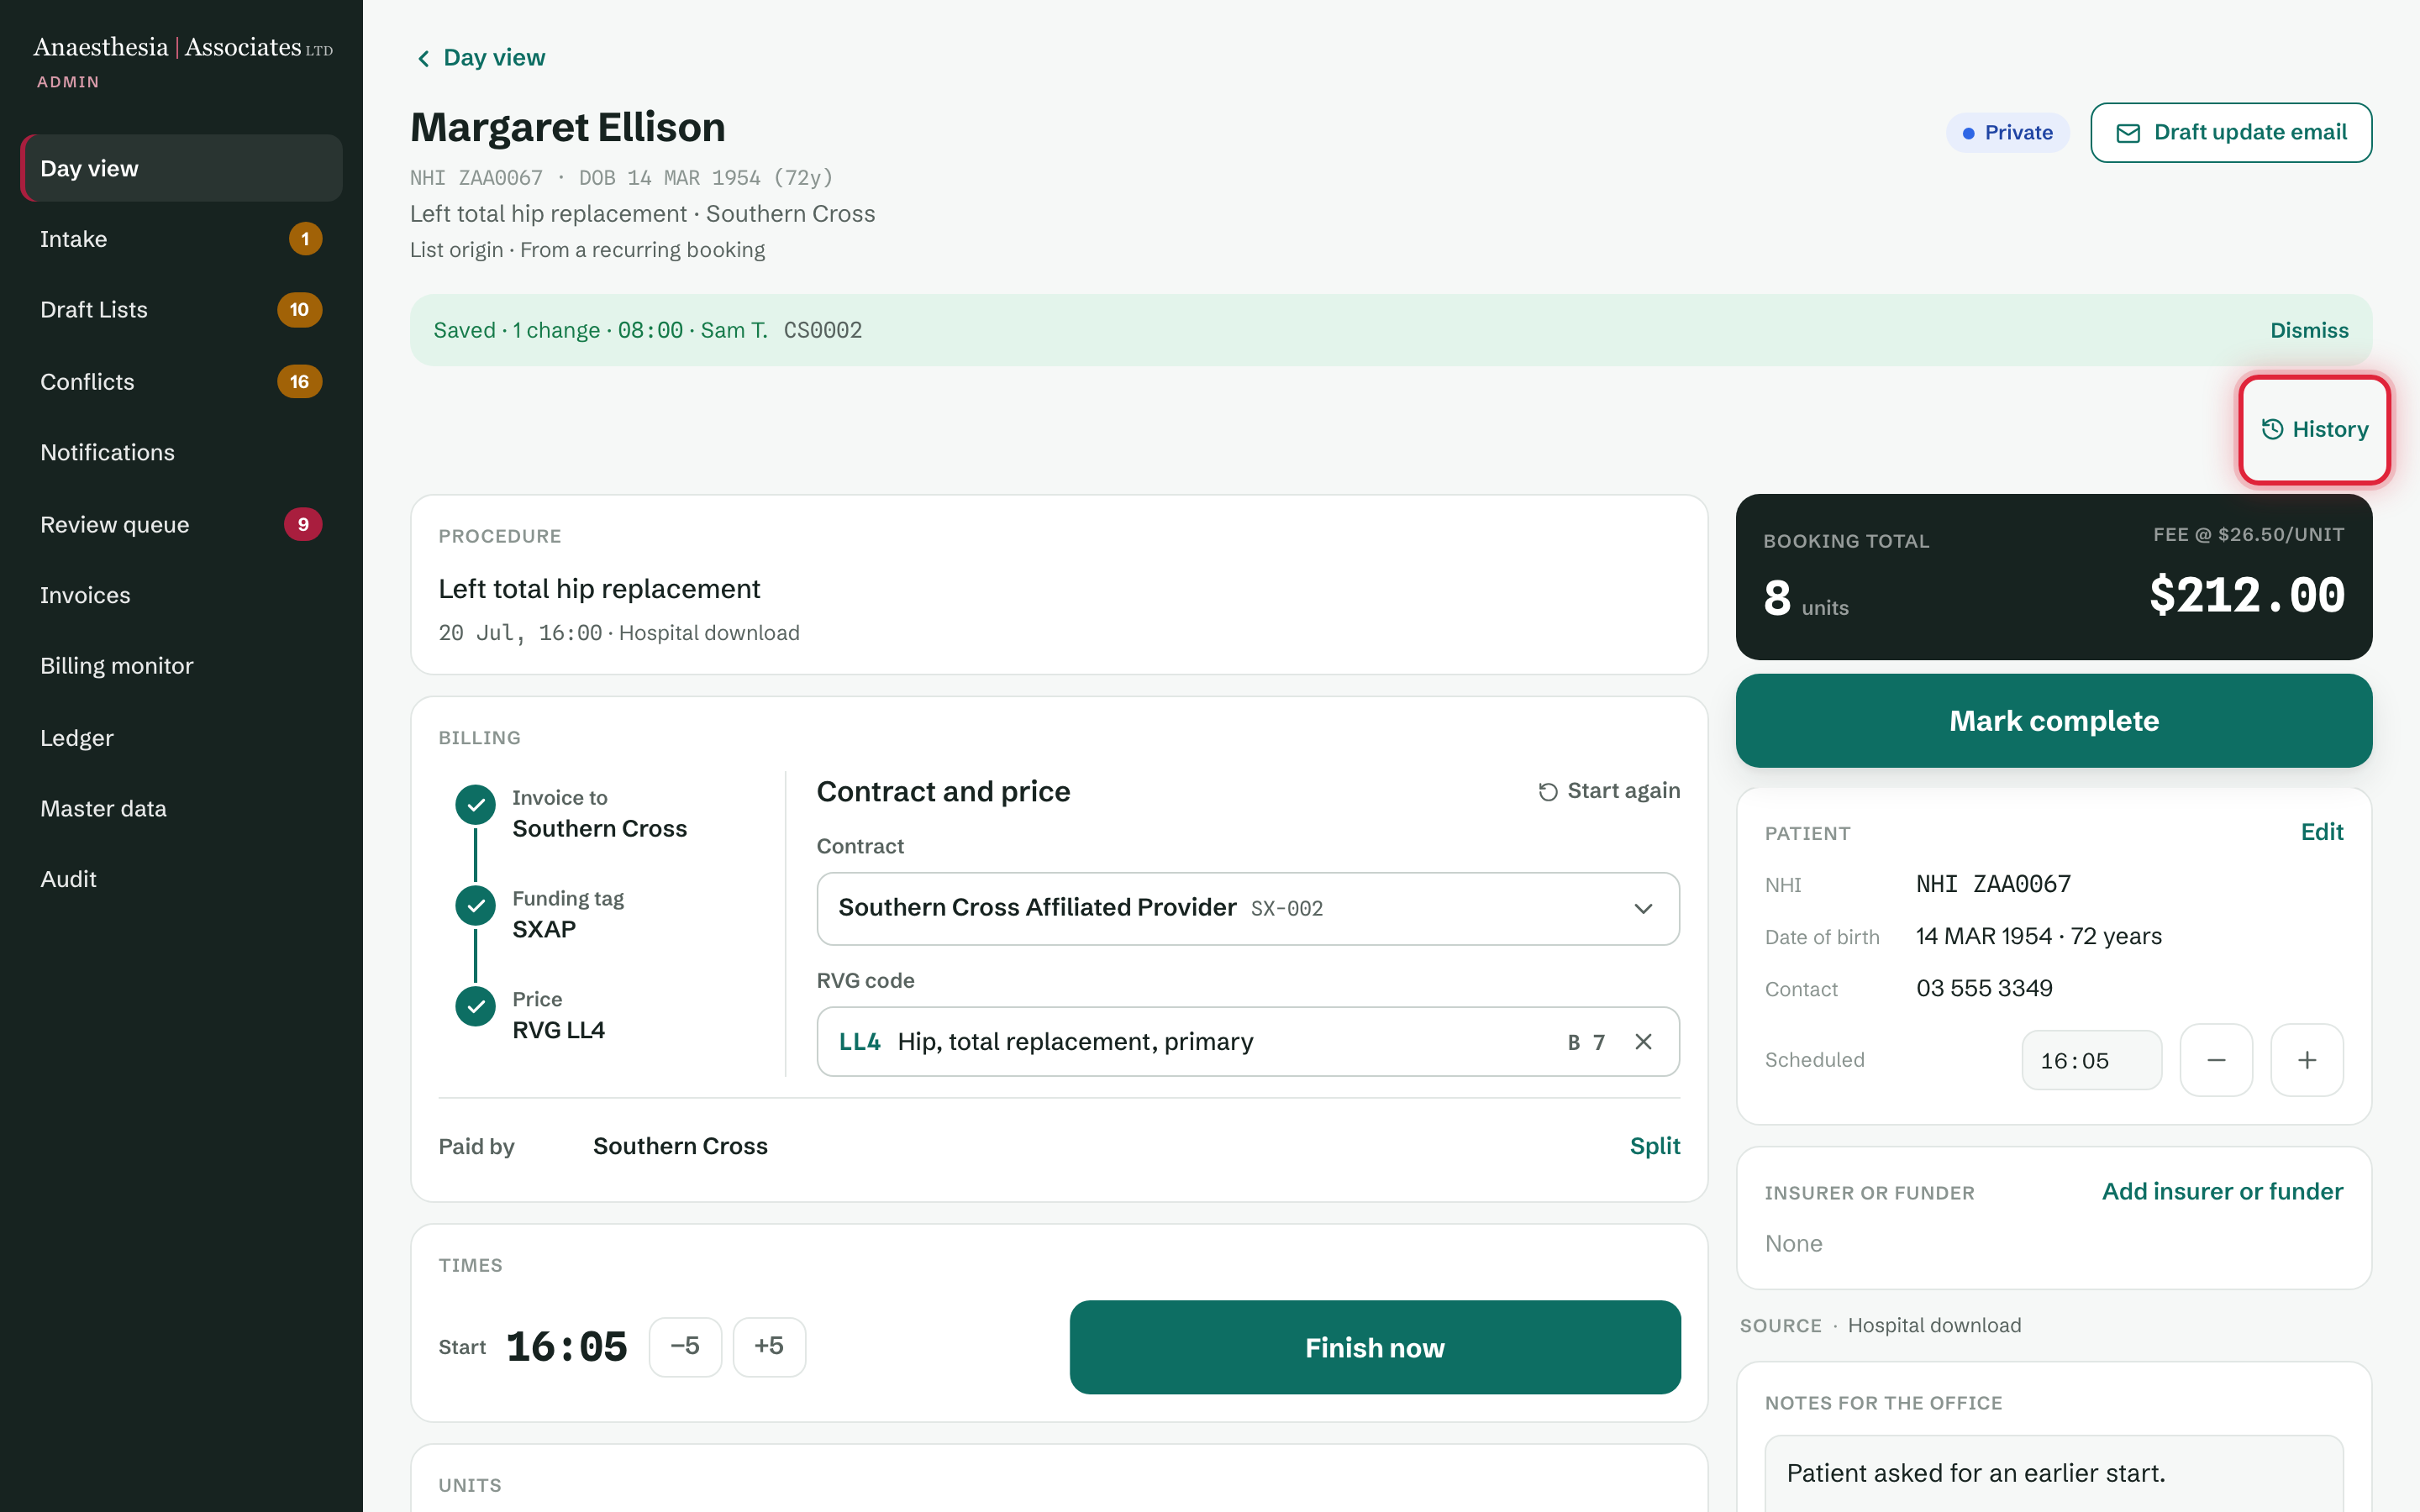 Anaesthesia | Associates LTD
ADMIN
Day view
Intake 1
Draft Lists 10
Conflicts 16
Notifications
Review queue 9
Invoices
Billing monitor
Ledger
Master data
Audit
Day view
Margaret Ellison
Private
Draft update email
NHI ZAA0067 · DOB 14 MAR 1954 (72y)
Left total hip replacement · Southern Cross
List origin · From a recurring booking
Saved · 1 change · 08:00 · Sam T. CS0002
Dismiss
History
PROCEDURE
Left total hip replacement
20 Jul, 16:00 · Hospital download
BILLING
Invoice to
Southern Cross
Funding tag
SXAP
Price
RVG LL4
Contract and price
Start again
Contract
Southern Cross Affiliated Provider SX-002
RVG code
LL4 Hip, total replacement, primary B 7
Paid by Southern Cross Split
TIMES
Start 16:05 −5 +5 Finish now
UNITS
BOOKING TOTAL FEE @ $26.50/UNIT
8 units $212.00
Mark complete
PATIENT Edit
NHI NHI ZAA0067
Date of birth 14 MAR 1954 · 72 years
Contact 03 555 3349
Scheduled 16:05 − +
INSURER OR FUNDER Add insurer or funder
None
SOURCE · Hospital download
NOTES FOR THE OFFICE
Patient asked for an earlier start.